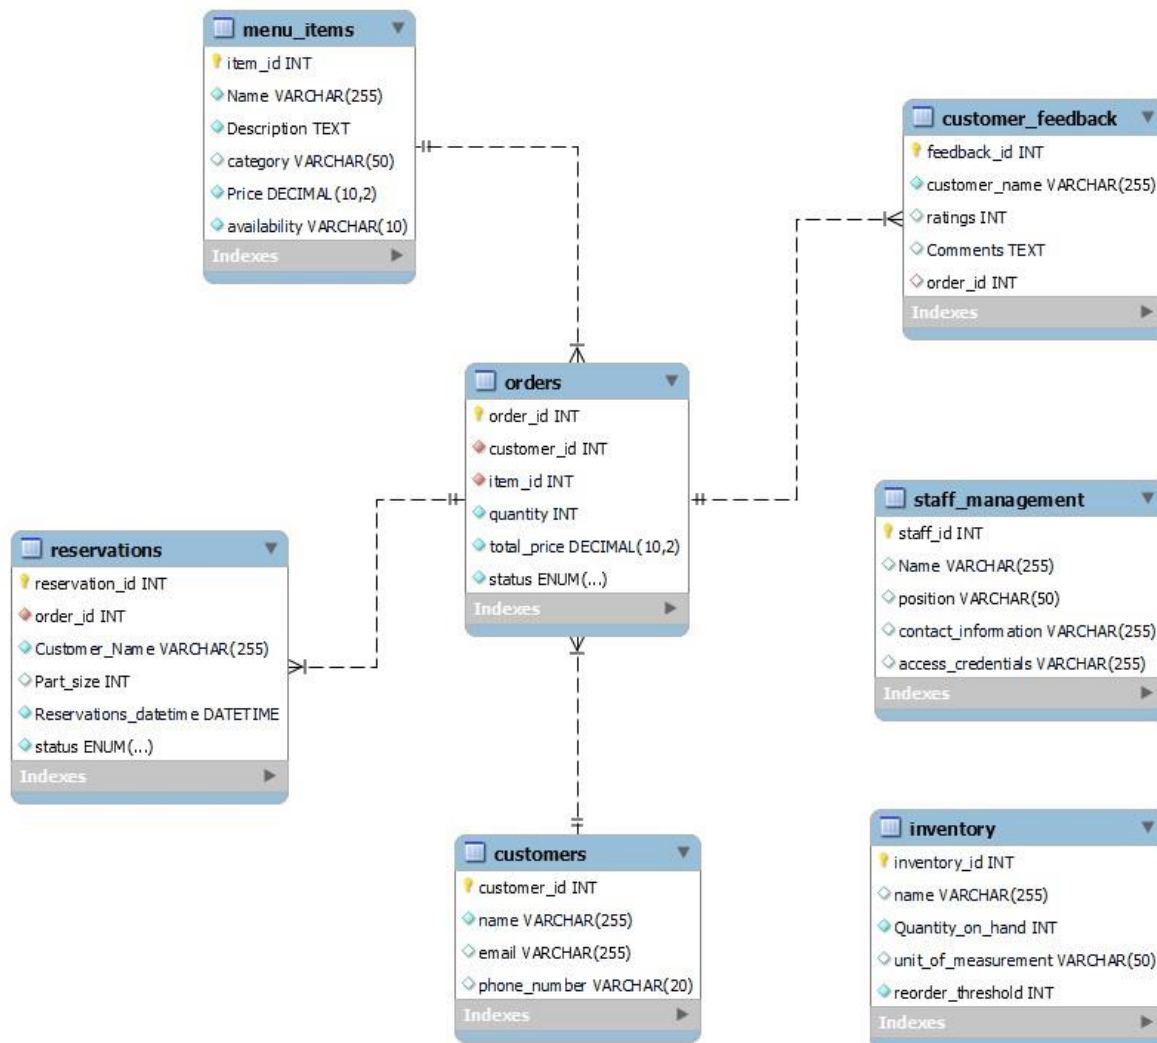 menu_items
item_id INT
Name VARCHAR(255)
Description TEXT
category VARCHAR(50)
Price DECIMAL(10,2)
availability VARCHAR(10)
Indexes
customer_feedback
feedback_id INT
customer_name VARCHAR(255)
ratings INT
Comments TEXT
order_id INT
Indexes
orders
order_id INT
customer_id INT
item_id INT
quantity INT
total_price DECIMAL(10,2)
status ENUM(...)
Indexes
staff_management
staff_id INT
Name VARCHAR(255)
position VARCHAR(50)
contact_information VARCHAR(255)
access_credentials VARCHAR(255)
Indexes
reservations
reservation_id INT
order_id INT
Customer_Name VARCHAR(255)
Part_size INT
Reservations_datetime DATETIME
status ENUM(...)
Indexes
customers
customer_id INT
name VARCHAR(255)
email VARCHAR(255)
phone_number VARCHAR(20)
Indexes
inventory
inventory_id INT
name VARCHAR(255)
Quantity_on_hand INT
unit_of_measurement VARCHAR(50)
reorder_threshold INT
Indexes